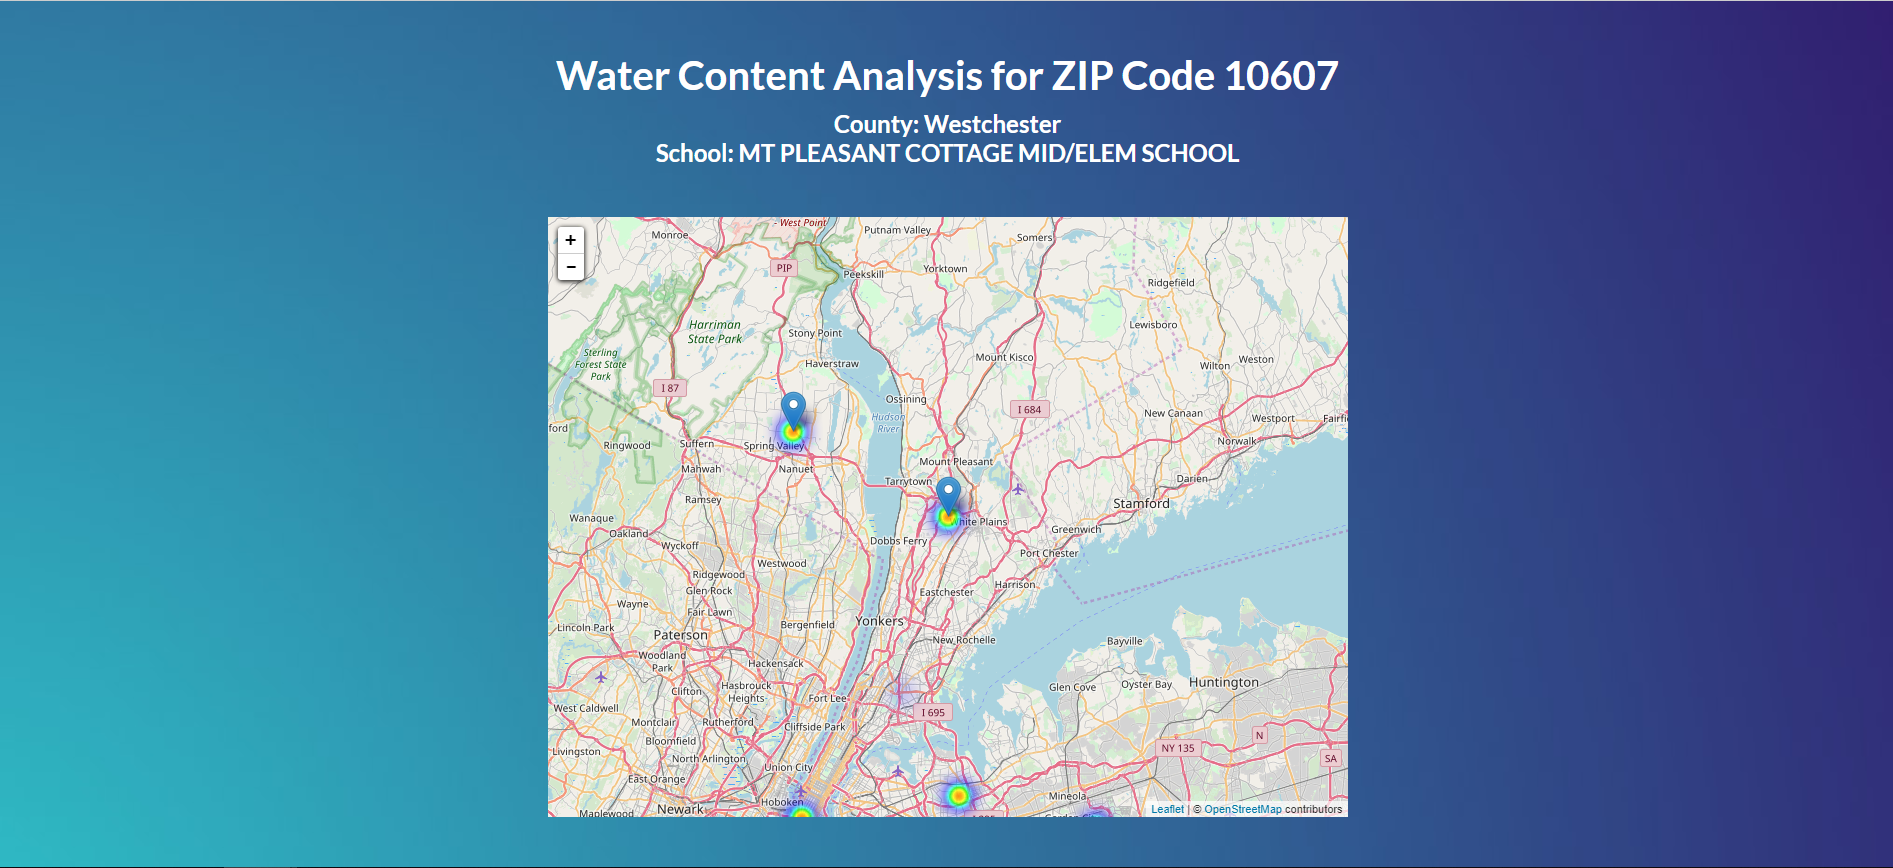 Water Content Analysis for ZIP Code 10607
County: Westchester
School: MT PLEASANT COTTAGE MID/ELEM SCHOOL
+
−
West Point
Monroe
Putnam Valley
Somers
PIP
Peekskill
Yorktown
Ridgefield
Harriman
State Park
Stony Point
Lewisboro
Sterling
Forest State
Park
Haverstraw
Mount Kisco
Weston
Wilton
I 87
Ossining
I 684
Hudson
River
New Canaan
Westport
Fairfi
ford
Ringwood
Suffern
Spring Valley
Norwalk
Mahwah
Nanuet
Mount Pleasant
Tarrytown
Darien
Ramsey
Stamford
Wanaque
White Plains
Oakland
Wyckoff
Dobbs Ferry
Greenwich
Port Chester
Westwood
Ridgewood
Glen Rock
Eastchester
Harrison
Wayne
Fair Lawn
Lincoln Park
Bergenfield
Yonkers
Paterson
New Rochelle
Bayville
Woodland
Park
Hackensack
Clifton
Hasbrouck
Heights
Fort Lee
Glen Cove
Oyster Bay
Huntington
West Caldwell
I 695
Montclair
Rutherford
Cliffside Park
Bloomfield
N
NY 135
Livingston
North Arlington
SA
Union City
East Orange
Hoboken
Mineola
Maplewood
Newark
Garden City
Leaflet | © OpenStreetMap contributors